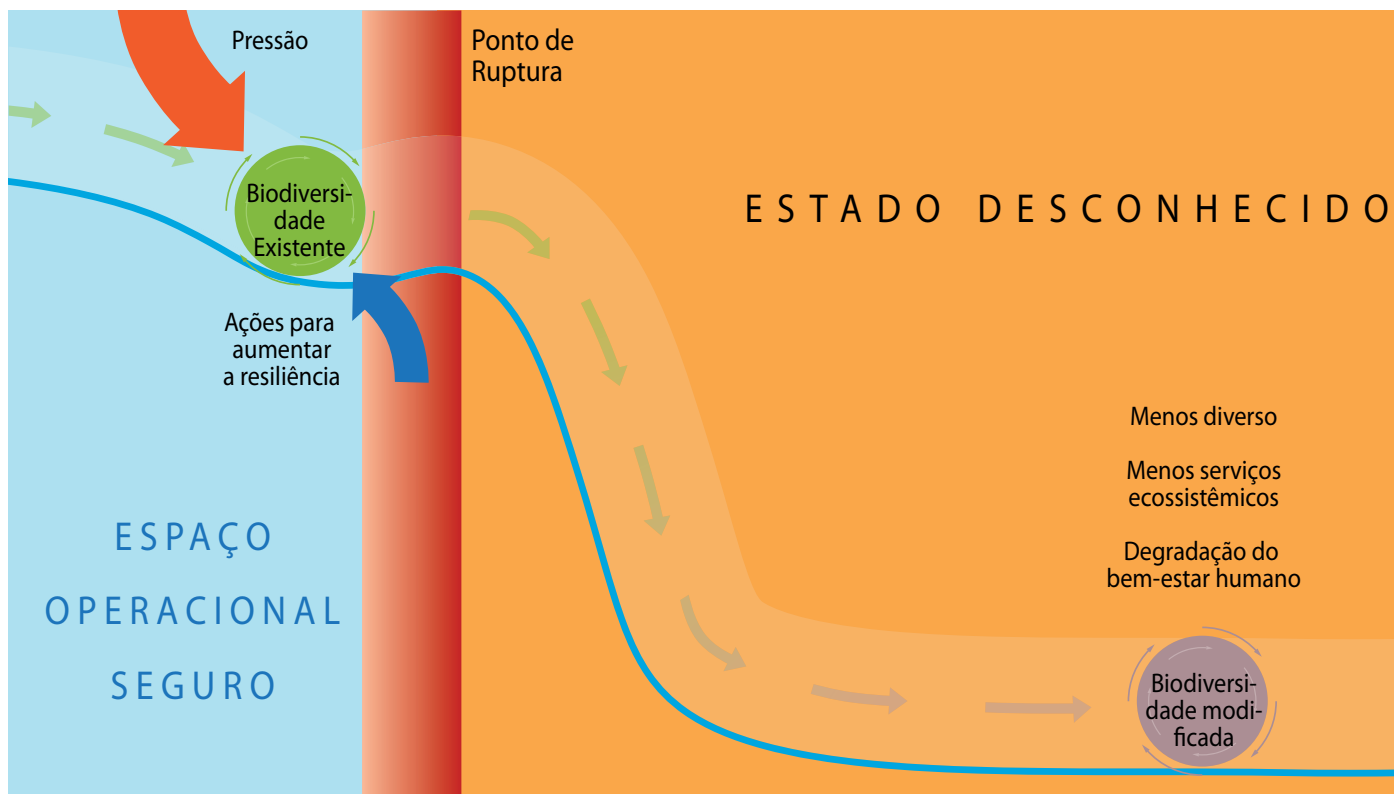 Pressão
Ponto de
Ruptura
Biodiversi-
dade
Existente
ESTADO DESCONHECIDO
Ações para
aumentar
a resiliência
Menos diverso
Menos serviços
ecossistêmicos
Degradação do
bem-estar humano
ESPAÇO
OPERACIONAL
SEGURO
Biodiversi-
dade modi-
ficada